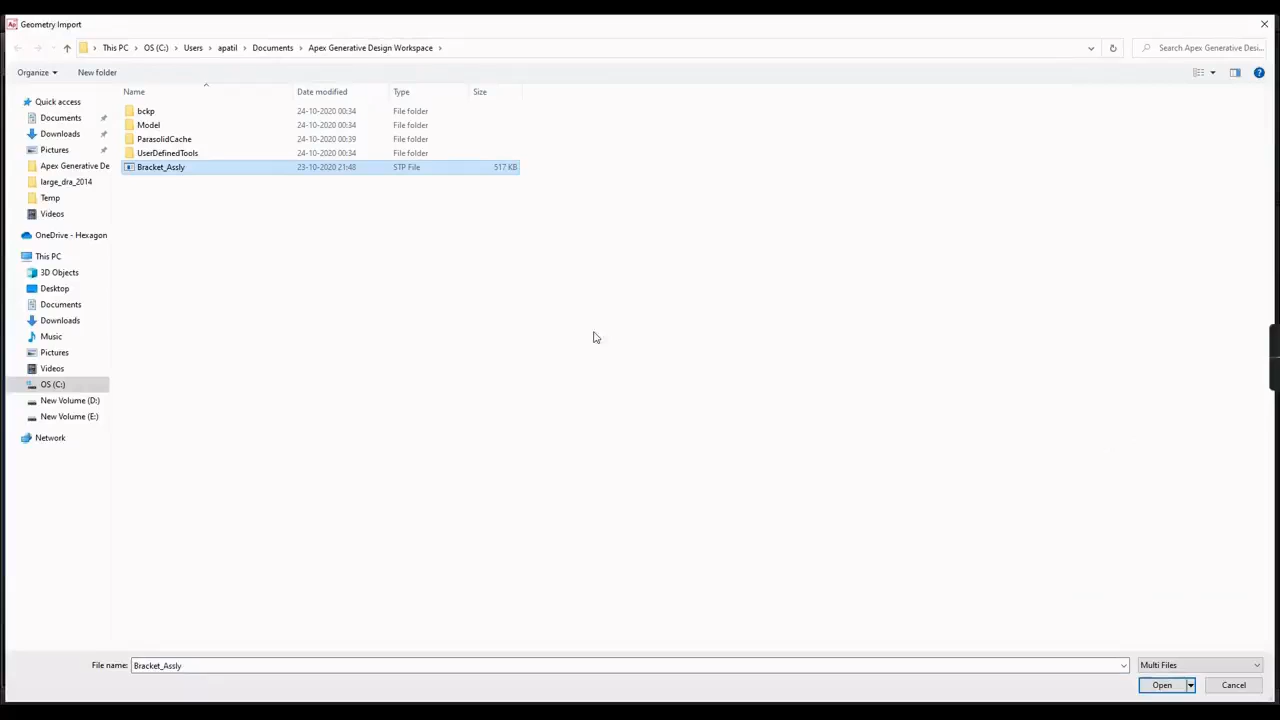 Geometry Import
This PC > OS (C:) > Users > apatil > Documents > Apex Generative Design Workspace >
Search Apex Generative Desi...
Organize
New folder
Name
Date modified
Type
Size
Quick access
Documents
Downloads
Pictures
Apex Generative De
large_dra_2014
Temp
Videos
OneDrive - Hexagon
This PC
3D Objects
Desktop
Documents
Downloads
Music
Pictures
Videos
OS (C:)
New Volume (D:)
New Volume (E:)
Network
bckp 24-10-2020 00:34 File folder
Model 24-10-2020 00:34 File folder
ParasolidCache 24-10-2020 00:39 File folder
UserDefinedTools 24-10-2020 00:34 File folder
Bracket_Assly 23-10-2020 21:48 STP File 517 KB
File name: Bracket_Assly
Multi Files
Open
Cancel